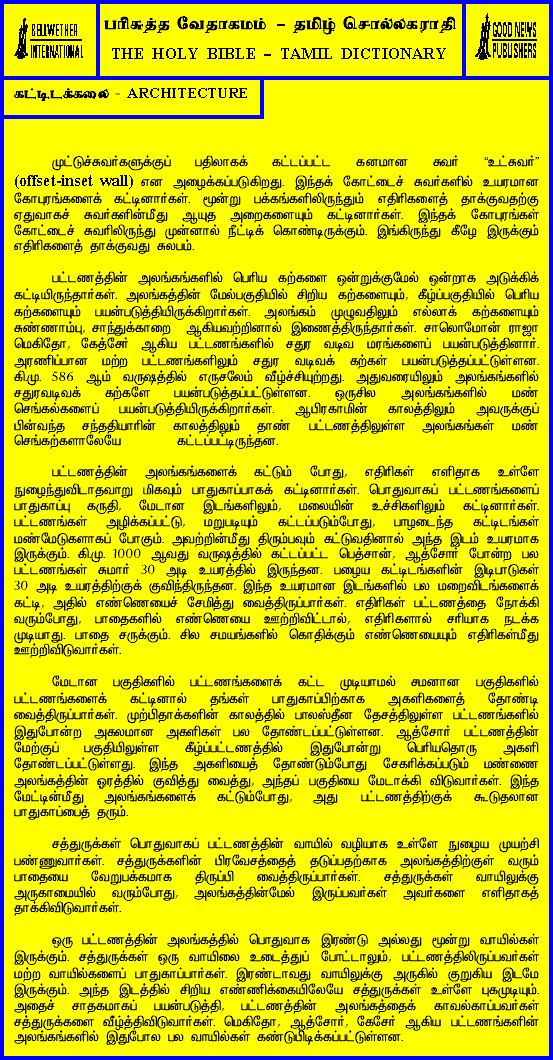 BELLWETHER
INTERNATIONAL
பரிசுத்த வேதாகமம் – தமிழ் சொல்லகராதி
THE HOLY BIBLE – TAMIL DICTIONARY
GOOD NEWS
PUBLISHERS
கட்டிடக்கலை - ARCHITECTURE
முட்டுச்சுவர்களுக்குப் பதிலாகக் கட்டப்பட்ட கனமான சுவர் “உட்சுவர்”
(offset-inset wall) என அழைக்கப்படுகிறது. இந்தக் கோட்டைச் சுவர்களில் உயரமான
கோபுரங்களைக் கட்டினார்கள். மூன்று பக்கங்களிலிருந்தும் எதிரிகளைத் தாக்குவதற்கு
ஏதுவாகச் சுவர்களின்மீது ஆயுத அறைகளையும் கட்டினார்கள். இந்தக் கோபுரங்கள்
கோட்டைச் சுவரிலிருந்து முன்னால் நீட்டிக் கொண்டிருக்கும். இங்கிருந்து கீழே இருக்கும்
எதிரிகளைத் தாக்குவது சுலபம்.
பட்டணத்தின் அலங்கங்களில் பெரிய கற்களை ஒன்றுக்குமேல் ஒன்றாக அடுக்கிக்
கட்டியிருந்தார்கள். அலங்கத்தின் மேல்பகுதியில் சிறிய கற்களையும், கீழ்ப்பகுதியில் பெரிய
கற்களையும் பயன்படுத்தியிருக்கிறார்கள். அலங்கம் முழுவதிலும் எல்லாக் கற்களையும்
சுண்ணாம்பு, சாந்துக்காறை ஆகியவற்றினால் இணைத்திருந்தார்கள். சாலொமோன் ராஜா
மெகிதோ, கேத்சேர் ஆகிய பட்டணங்களில் சதுர வடிவ மரங்களைப் பயன்படுத்தினார்.
அரணிப்பான மற்ற பட்டணங்களிலும் சதுர வடிவக் கற்கள் பயன்படுத்தப்பட்டுள்ளன.
கி.மு. 586 ஆம் வருஷத்தில் எருசலேம் வீழ்ச்சியுற்றது. அதுவரையிலும் அலங்கங்களில்
சதுரவடிவக் கற்களே பயன்படுத்தப்பட்டுள்ளன. ஒருசில அலங்கங்களில் மண்
செங்கல்களைப் பயன்படுத்தியிருக்கிறார்கள். ஆபிரகாமின் காலத்திலும் அவருக்குப்
பின்வந்த சந்ததியாரின் காலத்திலும் தாண் பட்டணத்திலுள்ள அலங்கங்கள் மண்
செங்கற்களாலேயே கட்டப்பட்டிருந்தன.
பட்டணத்தின் அலங்கங்களைக் கட்டும் போது, எதிரிகள் எளிதாக உள்ளே
நுழைந்துவிடாதவாறு மிகவும் பாதுகாப்பாகக் கட்டினார்கள். பொதுவாகப் பட்டணங்களைப்
பாதுகாப்பு கருதி, மேடான இடங்களிலும், மலையின் உச்சிகளிலும் கட்டினார்கள்.
பட்டணங்கள் அழிக்கப்பட்டு, மறுபடியும் கட்டப்படும்போது, பாழடைந்த கட்டிடங்கள்
மண்மேடுகளாகப் போகும். அவற்றின்மீது திரும்பவும் கட்டுவதினால் அந்த இடம் உயரமாக
இருக்கும். கி.மு. 1000 ஆவது வருஷத்தில் கட்டப்பட்ட பெத்சான், ஆத்சோர் போன்ற பல
பட்டணங்கள் சுமார் 30 அடி உயரத்தில் இருந்தன. பழைய கட்டிடங்களின் இடிபாடுகள்
30 அடி உயரத்திற்குக் குவிந்திருந்தன. இந்த உயரமான இடங்களில் பல மறைவிடங்களைக்
கட்டி, அதில் எண்ணெயைச் சேமித்து வைத்திருப்பார்கள். எதிரிகள் பட்டணத்தை நோக்கி
வரும்போது, பாதைகளில் எண்ணெயை ஊற்றிவிட்டால், எதிரிகளால் சரியாக நடக்க
முடியாது. பாதை சருக்கும். சில சமயங்களில் கொதிக்கும் எண்ணெயையும் எதிரிகள்மீது
ஊற்றிவிடுவார்கள்.
மேடான பகுதிகளில் பட்டணங்களைக் கட்ட முடியாமல் சமனான பகுதிகளில்
பட்டணங்களைக் கட்டினால் தங்கள் பாதுகாப்பிற்காக அகளிகளைத் தோண்டி
வைத்திருப்பார்கள். முற்பிதாக்களின் காலத்தில் பாலஸ்தீன தேசத்திலுள்ள பட்டணங்களில்
இதுபோன்ற அகலமான அகளிகள் பல தோண்டப்பட்டுள்ளன. ஆத்சோர் பட்டணத்தின்
மேற்குப் பகுதியிலுள்ள கீழ்ப்பட்டணத்தில் இதுபோன்று பெரியதொரு அகளி
தோண்டப்பட்டுள்ளது. இந்த அகளியைத் தோண்டும்போது சேகரிக்கப்படும் மண்ணை
அலங்கத்தின் ஓரத்தில் குவித்து வைத்து, அந்தப் பகுதியை மேடாக்கி விடுவார்கள். இந்த
மேட்டின்மீது அலங்கங்களைக் கட்டும்போது, அது பட்டணத்திற்குக் கூடுதலான
பாதுகாப்பைத் தரும்.
சத்துருக்கள் பொதுவாகப் பட்டணத்தின் வாயில் வழியாக உள்ளே நுழைய முயற்சி
பண்ணுவார்கள். சத்துருக்களின் பிரவேசத்தைத் தடுப்பதற்காக அலங்கத்திற்குள் வரும்
பாதையை வேறுபக்கமாக திருப்பி வைத்திருப்பார்கள். சத்துருக்கள் வாயிலுக்கு
அருகாமையில் வரும்போது, அலங்கத்தின்மேல் இருப்பவர்கள் அவர்களை எளிதாகத்
தாக்கிவிடுவார்கள்.
ஒரு பட்டணத்தின் அலங்கத்தில் பொதுவாக இரண்டு அல்லது மூன்று வாயில்கள்
இருக்கும். சத்துருக்கள் ஒரு வாயிலை உடைத்துப் போட்டாலும், பட்டணத்திலிருப்பவர்கள்
மற்ற வாயில்களைப் பாதுகாப்பார்கள். இரண்டாவது வாயிலுக்கு அருகில் குறுகிய இடமே
இருக்கும். அந்த இடத்தில் சிறிய எண்ணிக்கையிலேயே சத்துருக்கள் உள்ளே புகமுடியும்.
அதைச் சாதகமாகப் பயன்படுத்தி, பட்டணத்தின் அலங்கத்தைக் காவல்காப்பவர்கள்
சத்துருக்களை வீழ்த்திவிடுவார்கள். மெகிதோ, ஆத்சோர், கேசேர் ஆகிய பட்டணங்களின்
அலங்கங்களில் இதுபோல பல வாயில்கள் கண்டுபிடிக்கப்பட்டுள்ளன.